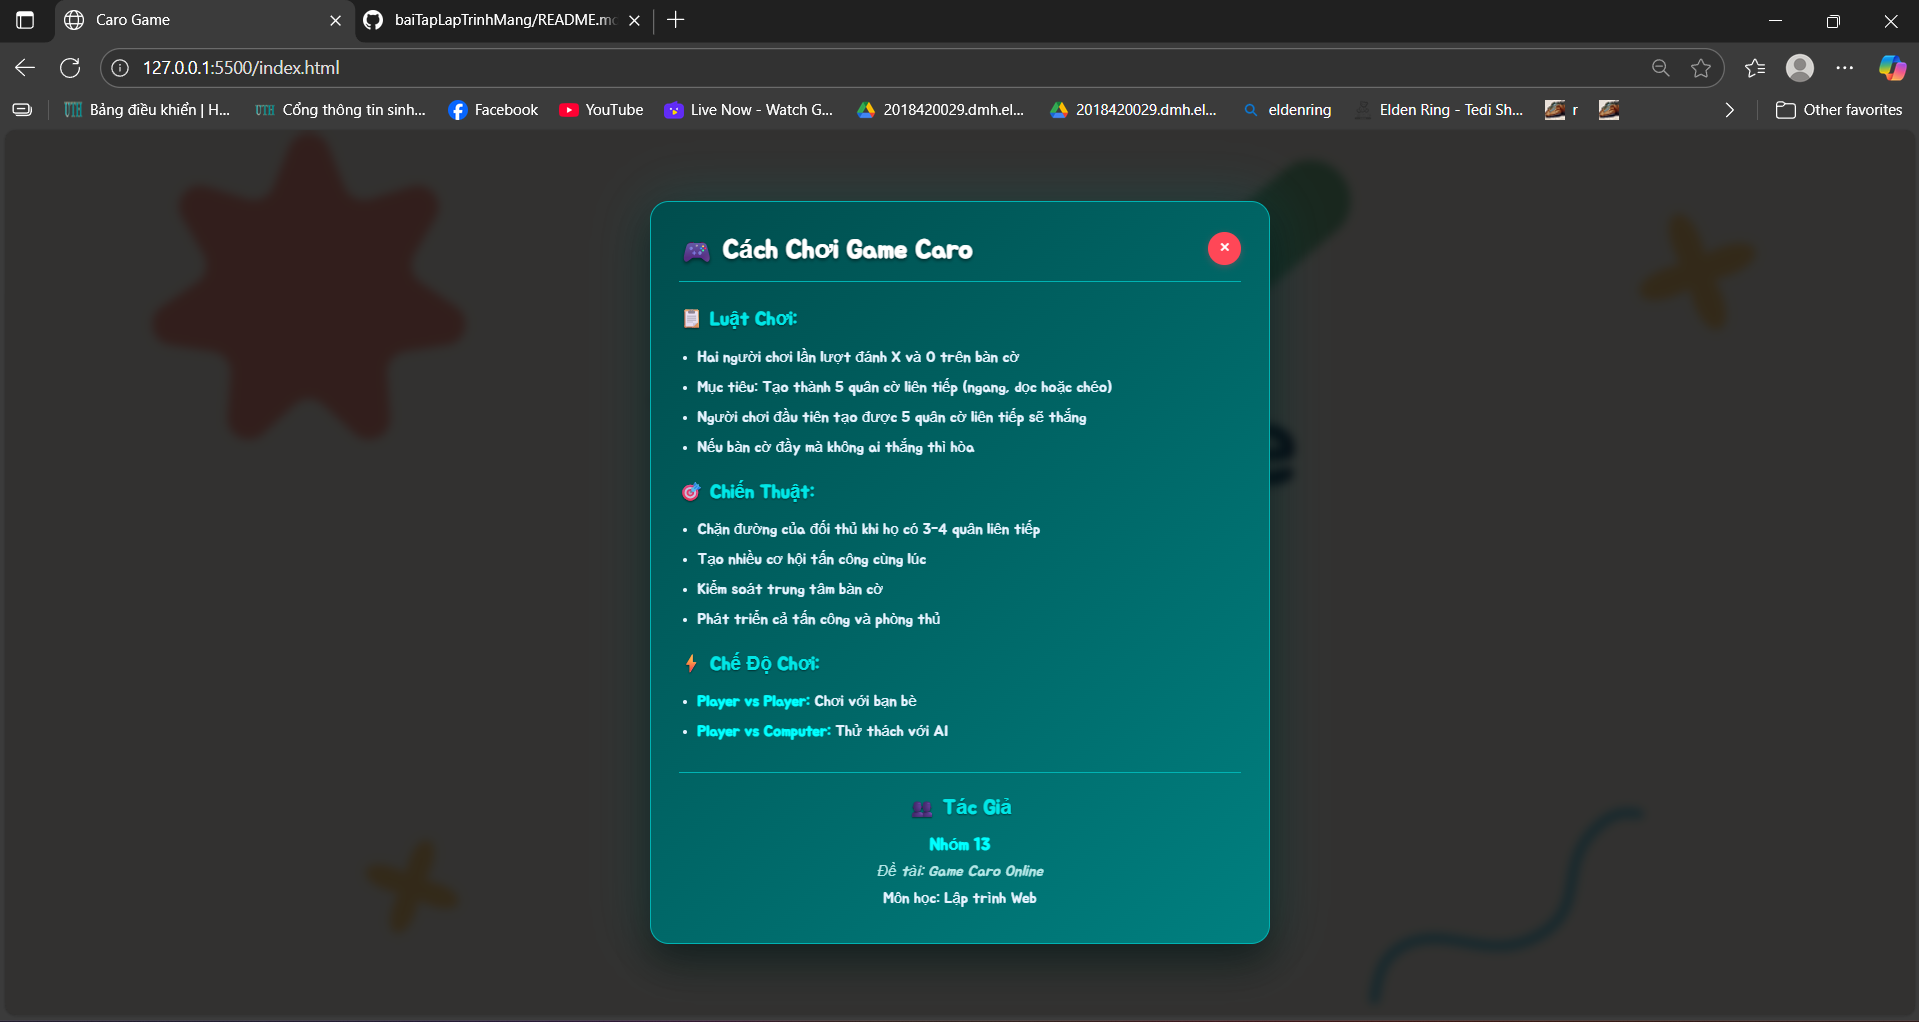 Caro Game
baiTapLapTrinhMang/README.mc
127.0.0.1:5500/index.html
Bảng điều khiển | H...
Cổng thông tin sinh...
Facebook
YouTube
Live Now - Watch G...
2018420029.dmh.el...
2018420029.dmh.el...
eldenring
Elden Ring - Tedi Sh...
r
Other favorites
Cách Chơi Game Caro
Luật Chơi:
• Hai người chơi lần lượt đánh X và O trên bàn cờ
• Mục tiêu: Tạo thành 5 quân cờ liên tiếp (ngang, dọc hoặc chéo)
• Người chơi đầu tiên tạo được 5 quân cờ liên tiếp sẽ thắng
• Nếu bàn cờ đầy mà không ai thắng thì hòa
Chiến Thuật:
• Chặn đường của đối thủ khi họ có 3-4 quân liên tiếp
• Tạo nhiều cơ hội tấn công cùng lúc
• Kiểm soát trung tâm bàn cờ
• Phát triển cả tấn công và phòng thủ
Chế Độ Chơi:
• Player vs Player: Chơi với bạn bè
• Player vs Computer: Thử thách với AI
Tác Giả
Nhóm 13
Đề tài: Game Caro Online
Môn học: Lập trình Web